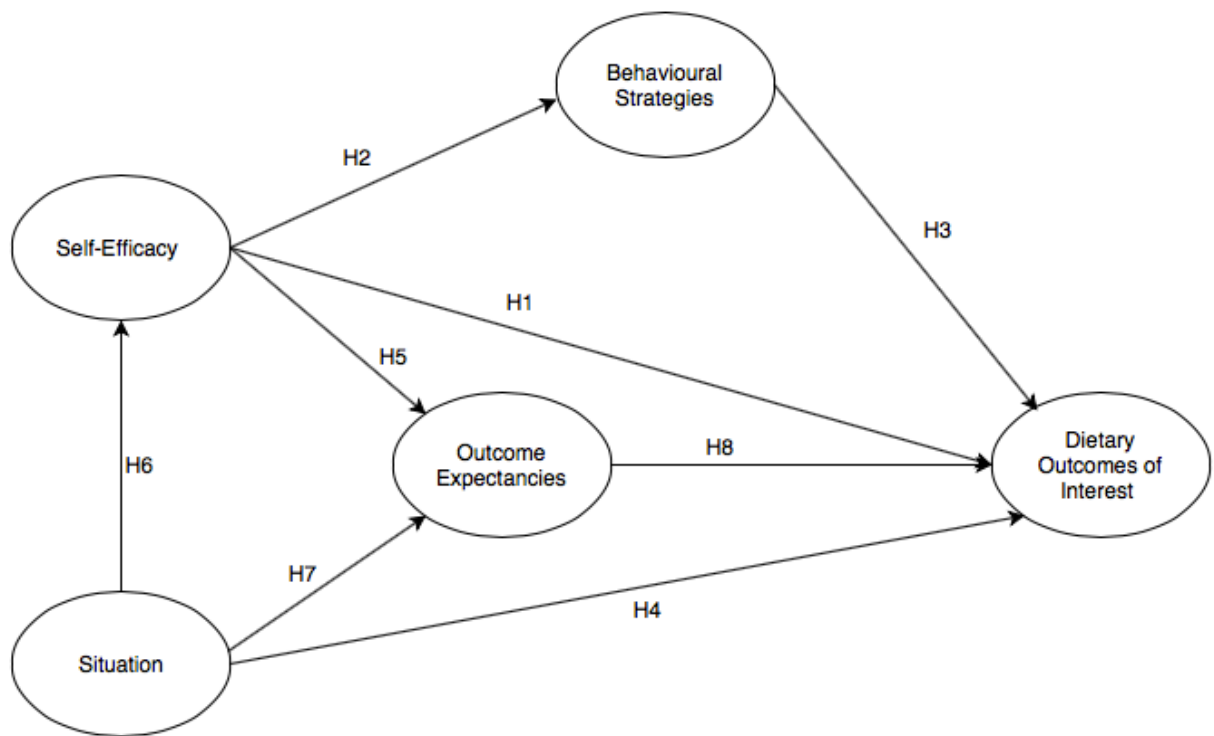 Behavioural
Strategies
H2
H3
Self-Efficacy
H1
H5
Outcome
Expectancies
H8
Dietary
Outcomes of
Interest
H6
H7
H4
Situation